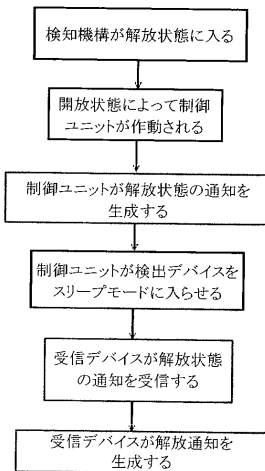 検知機構が解放状態に入る
開放状態によって制御
ユニットが作動される
制御ユニットが解放状態の通知を
生成する
制御ユニットが検出デバイスを
スリープモードに入らせる
受信デバイスが解放状態
の通知を受信する
受信デバイスが解放通知を
生成する